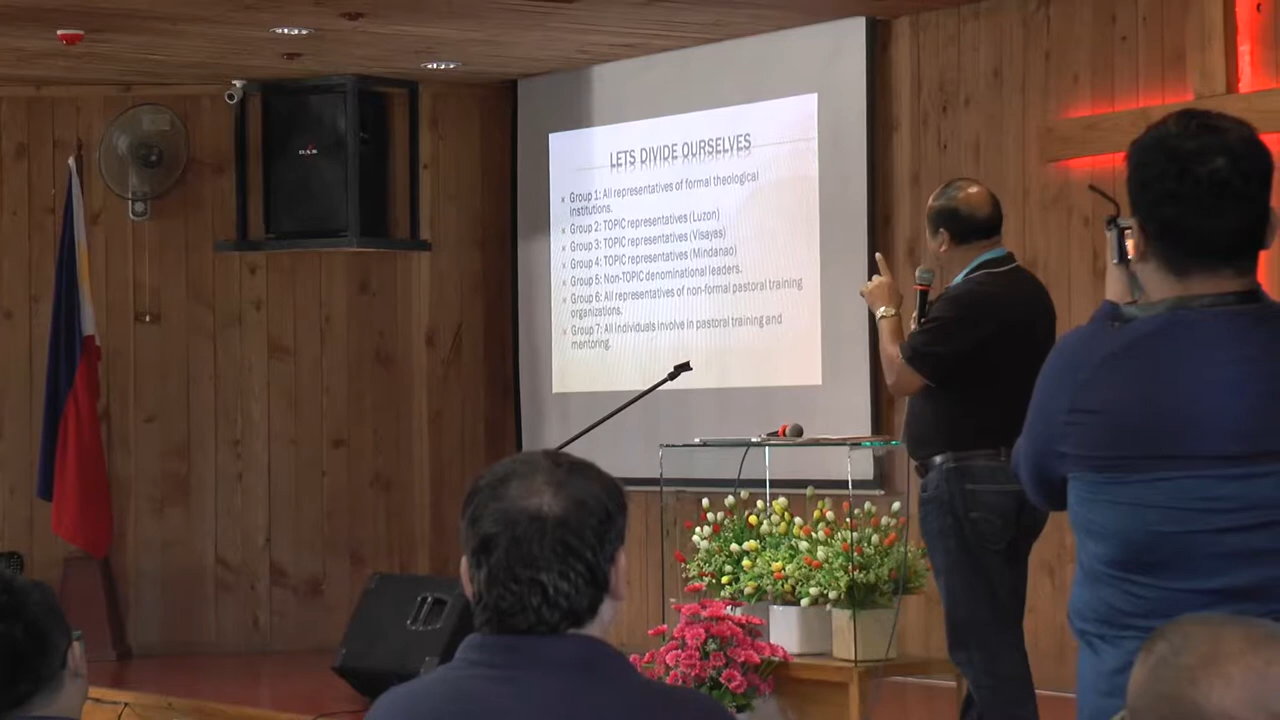 LETS DIVIDE OURSELVES
Group 1: All representatives of formal theological
institutions.
Group 2: TOPIC representatives (Luzon)
Group 3: TOPIC representatives (Visayas)
Group 4: TOPIC representatives (Mindanao)
Group 5: Non-TOPIC denominational leaders.
Group 6: All representatives of non-formal pastoral training
organizations.
Group 7: All individuals involve in pastoral training and
mentoring.